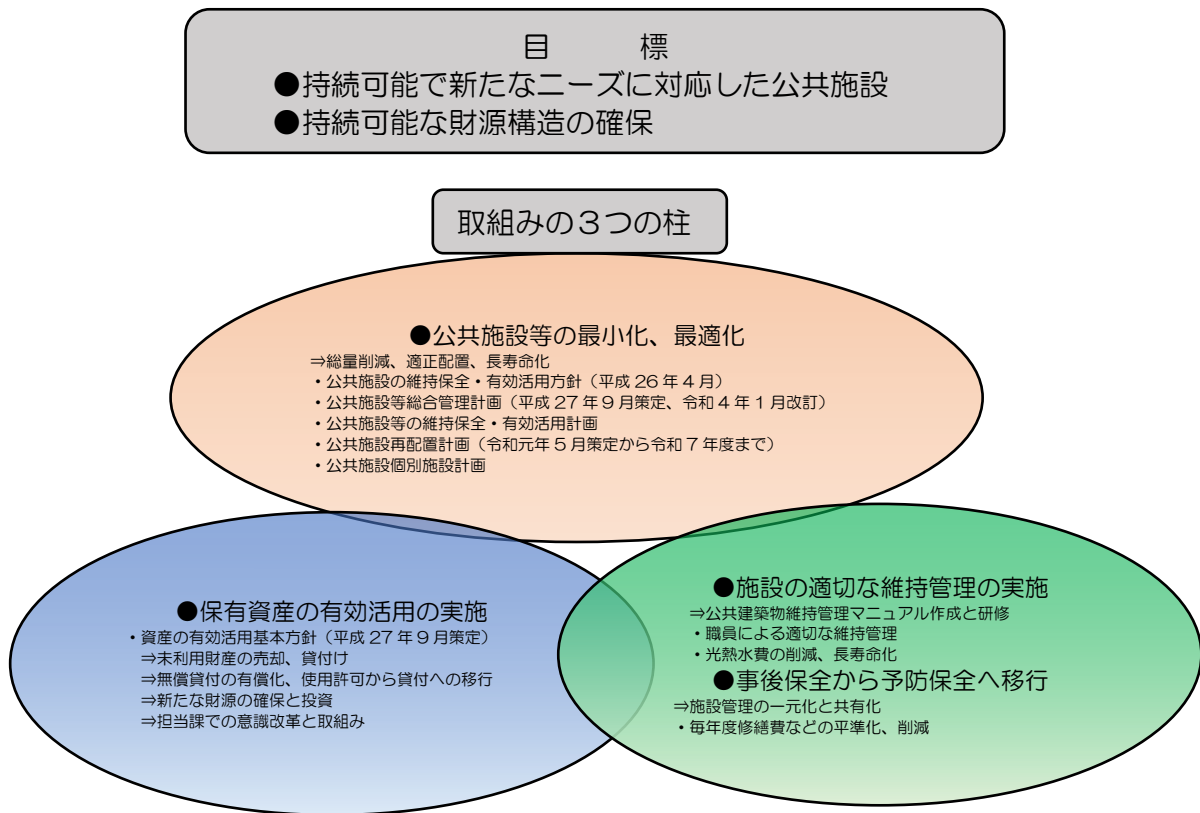 目　　標
●持続可能で新たなニーズに対応した公共施設
●持続可能な財源構造の確保
取組みの３つの柱
●公共施設等の最小化、最適化
⇒総量削減、適正配置、長寿命化
・公共施設の維持保全・有効活用方針（平成 26 年 4 月）
・公共施設等総合管理計画（平成 27 年 9 月策定、令和 4 年 1 月改訂）
・公共施設等の維持保全・有効活用計画
・公共施設再配置計画（令和元年 5 月策定から令和 7 年度まで）
・公共施設個別施設計画
●保有資産の有効活用の実施
・資産の有効活用基本方針（平成 27 年 9 月策定）
⇒未利用財産の売却、貸付け
⇒無償貸付の有償化、使用許可から貸付への移行
⇒新たな財源の確保と投資
⇒担当課での意識改革と取組み
●施設の適切な維持管理の実施
⇒公共建築物維持管理マニュアル作成と研修
・職員による適切な維持管理
・光熱水費の削減、長寿命化
●事後保全から予防保全へ移行
⇒施設管理の一元化と共有化
・毎年度修繕費などの平準化、削減